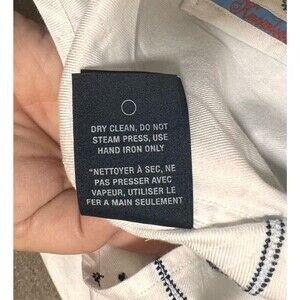 DRY CLEAN, DO NOT
STEAM PRESS, USE
HAND IRON ONLY
"NETTOYER À SEC, NE
PAS PRESSER AVEC
VAPEUR, UTILISER LE
FER A MAIN SEULEMENT